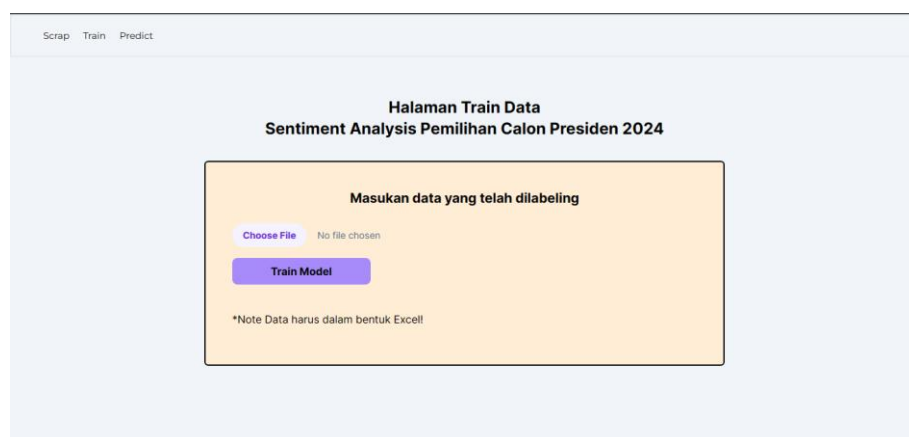 Scrap Train Predict
Halaman Train Data
Sentiment Analysis Pemilihan Calon Presiden 2024
Masukan data yang telah dilabeling
Choose File No file chosen
Train Model
*Note Data harus dalam bentuk Excel!